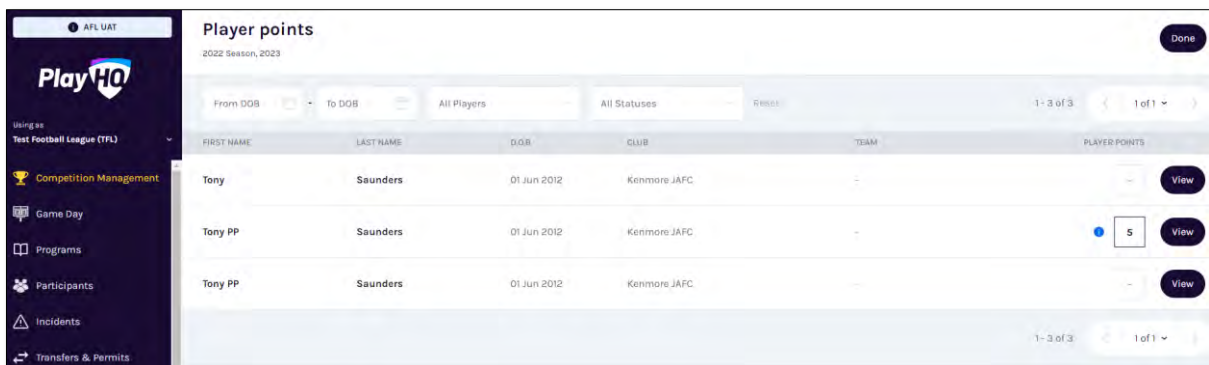 AFL UAT
PlayHQ
Using as
Test Football League (TFL)
Competition Management
Game Day
Programs
Participants
Incidents
Transfers & Permits
Player points
2022 Season, 2023
Done
From DOB - To DOB All Players All Statuses Reset 1 - 3 of 3 1 of 1
FIRST NAME LAST NAME D.O.B CLUB TEAM PLAYER POINTS
Tony Saunders 01 Jun 2012 Kenmore JAFC - - View
Tony PP Saunders 01 Jun 2012 Kenmore JAFC - 5 View
Tony PP Saunders 01 Jun 2012 Kenmore JAFC - - View
1 - 3 of 3 1 of 1